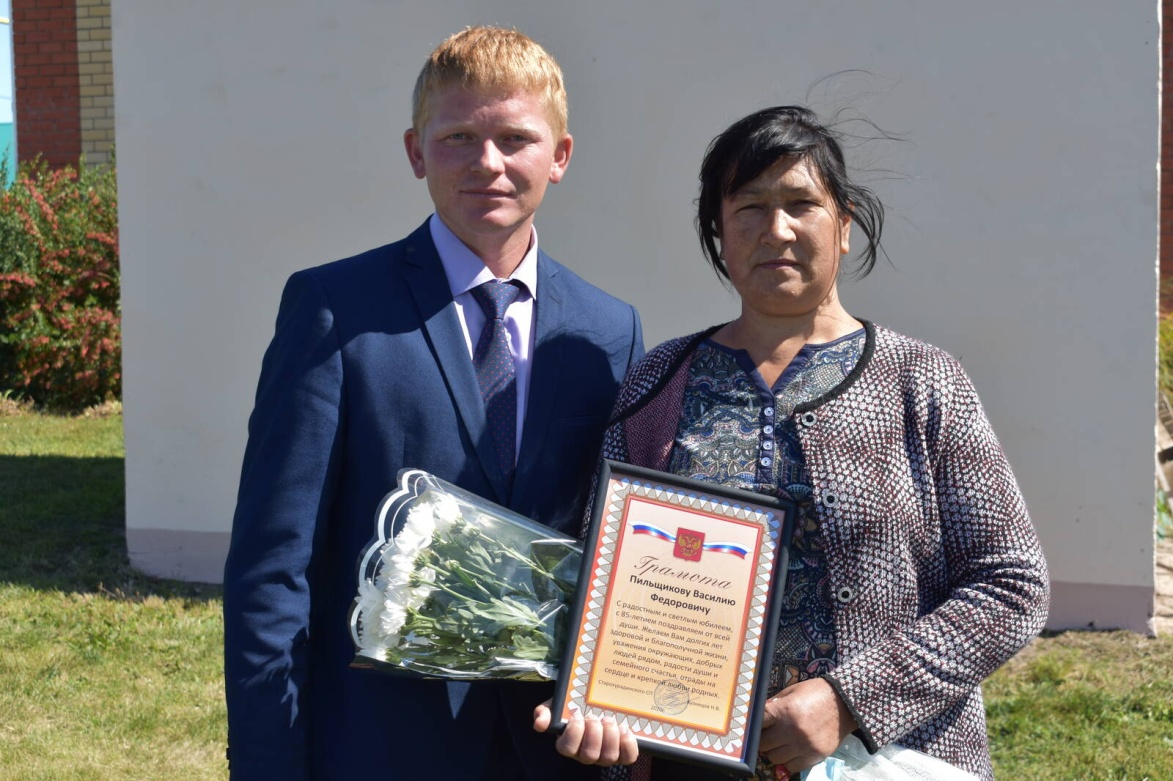 Грамота
Пильщикову Василию
Федоровичу
С радостным и светлым юбилеем,
с 85-летием поздравляем от всей
души. Желаем Вам долгих лет
здоровой и благополучной жизни,
уважения окружающих, добрых
людей рядом, радости души и
семейного счастья, отрады на
сердце и крепкой любви родных.
2020г.